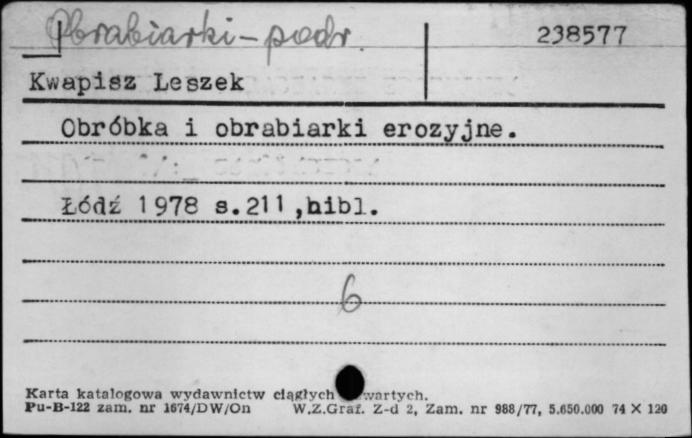 Obrabiarki - podr. 238577
Kwapisz Leszek
Obróbka i obrabiarki erozyjne.
Łódź 1978 s.211,bibl.
6
Karta katalogowa wydawnictw ciągłych wartych.
Pu-B-122 zam. nr 1674/DW/On W.Z.Graf. Z-d 2, Zam. nr 988/77, 5.650.000 74 X 120